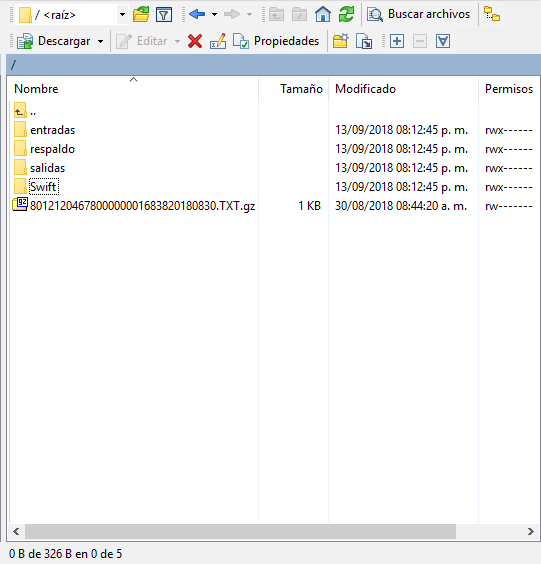 / <raíz>
Buscar archivos
Descargar
Editar
Propiedades
/
Nombre Tamaño Modificado Permisos
..
entradas 13/09/2018 08:12:45 p. m. rwx------
respaldo 13/09/2018 08:12:45 p. m. rwx------
salidas 13/09/2018 08:12:45 p. m. rwx------
Swift 13/09/2018 08:12:45 p. m. rwx------
8012120467800000001683820180830.TXT.gz 1 KB 30/08/2018 08:44:20 a. m. rw-------
0 B de 326 B en 0 de 5